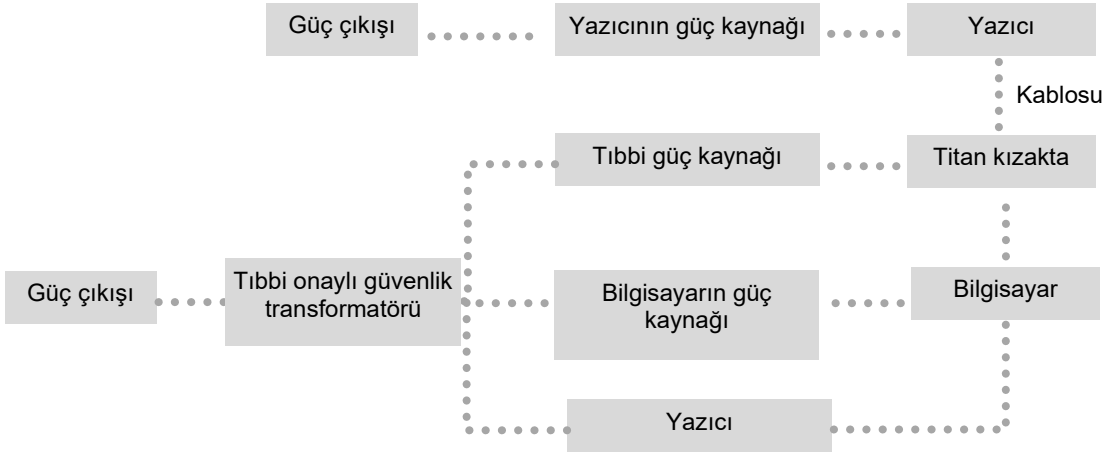 Güç çıkışı
Yazıcının güç kaynağı
Yazıcı
Kablosu
Tıbbi güç kaynağı
Titan kızakta
Güç çıkışı
Tıbbi onaylı güvenlik
transformatörü
Bilgisayarın güç
kaynağı
Bilgisayar
Yazıcı